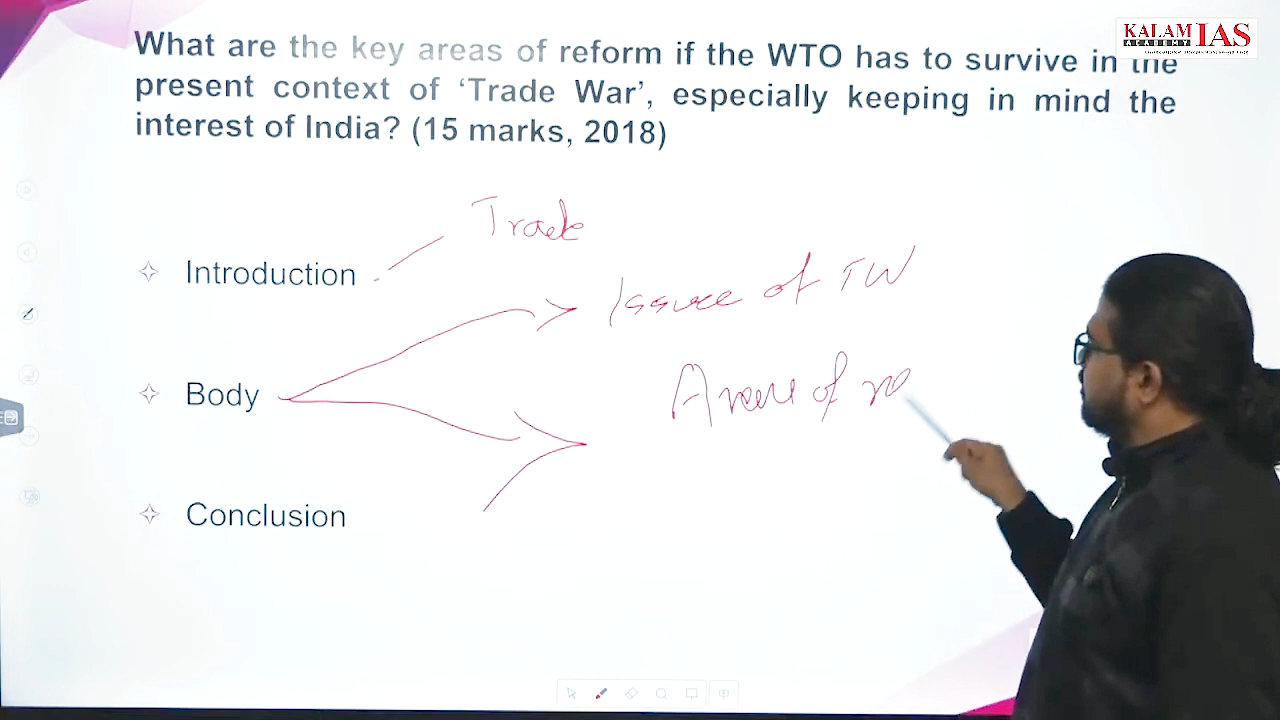 KALAM IAS
ACADEMY
What are the key areas of reform if the WTO has to survive in the
present context of ‘Trade War’, especially keeping in mind the
interest of India? (15 marks, 2018)
Trade
Introduction
Issue of TW
Body
Areas of re
Conclusion